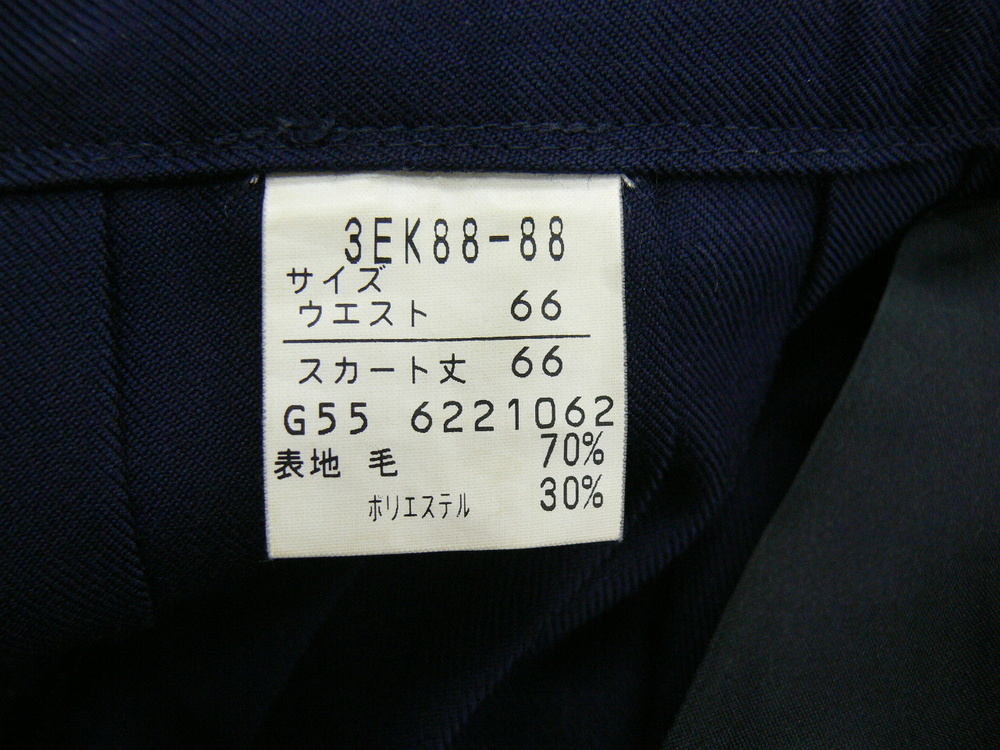 3EK88-88
サイズ
ウエスト 66
スカート丈 66
G55 6221062
表地 毛 70%
ポリエステル 30%